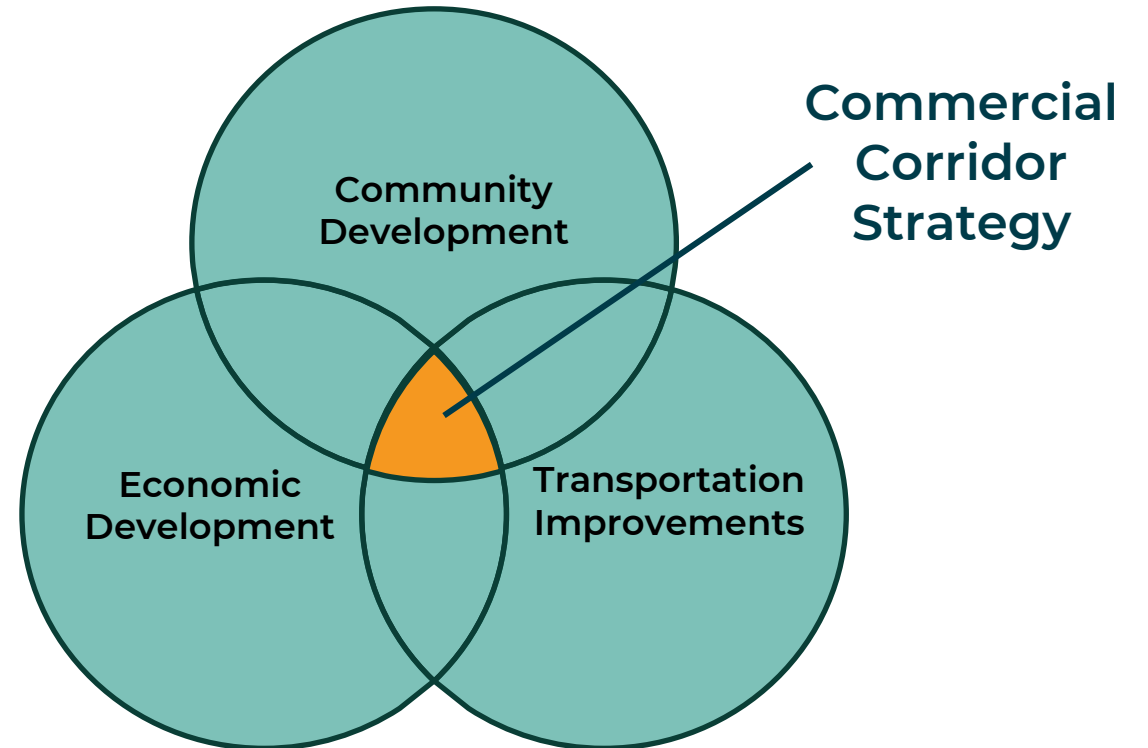 Commercial
Corridor
Strategy
Community
Development
Economic
Development
Transportation
Improvements